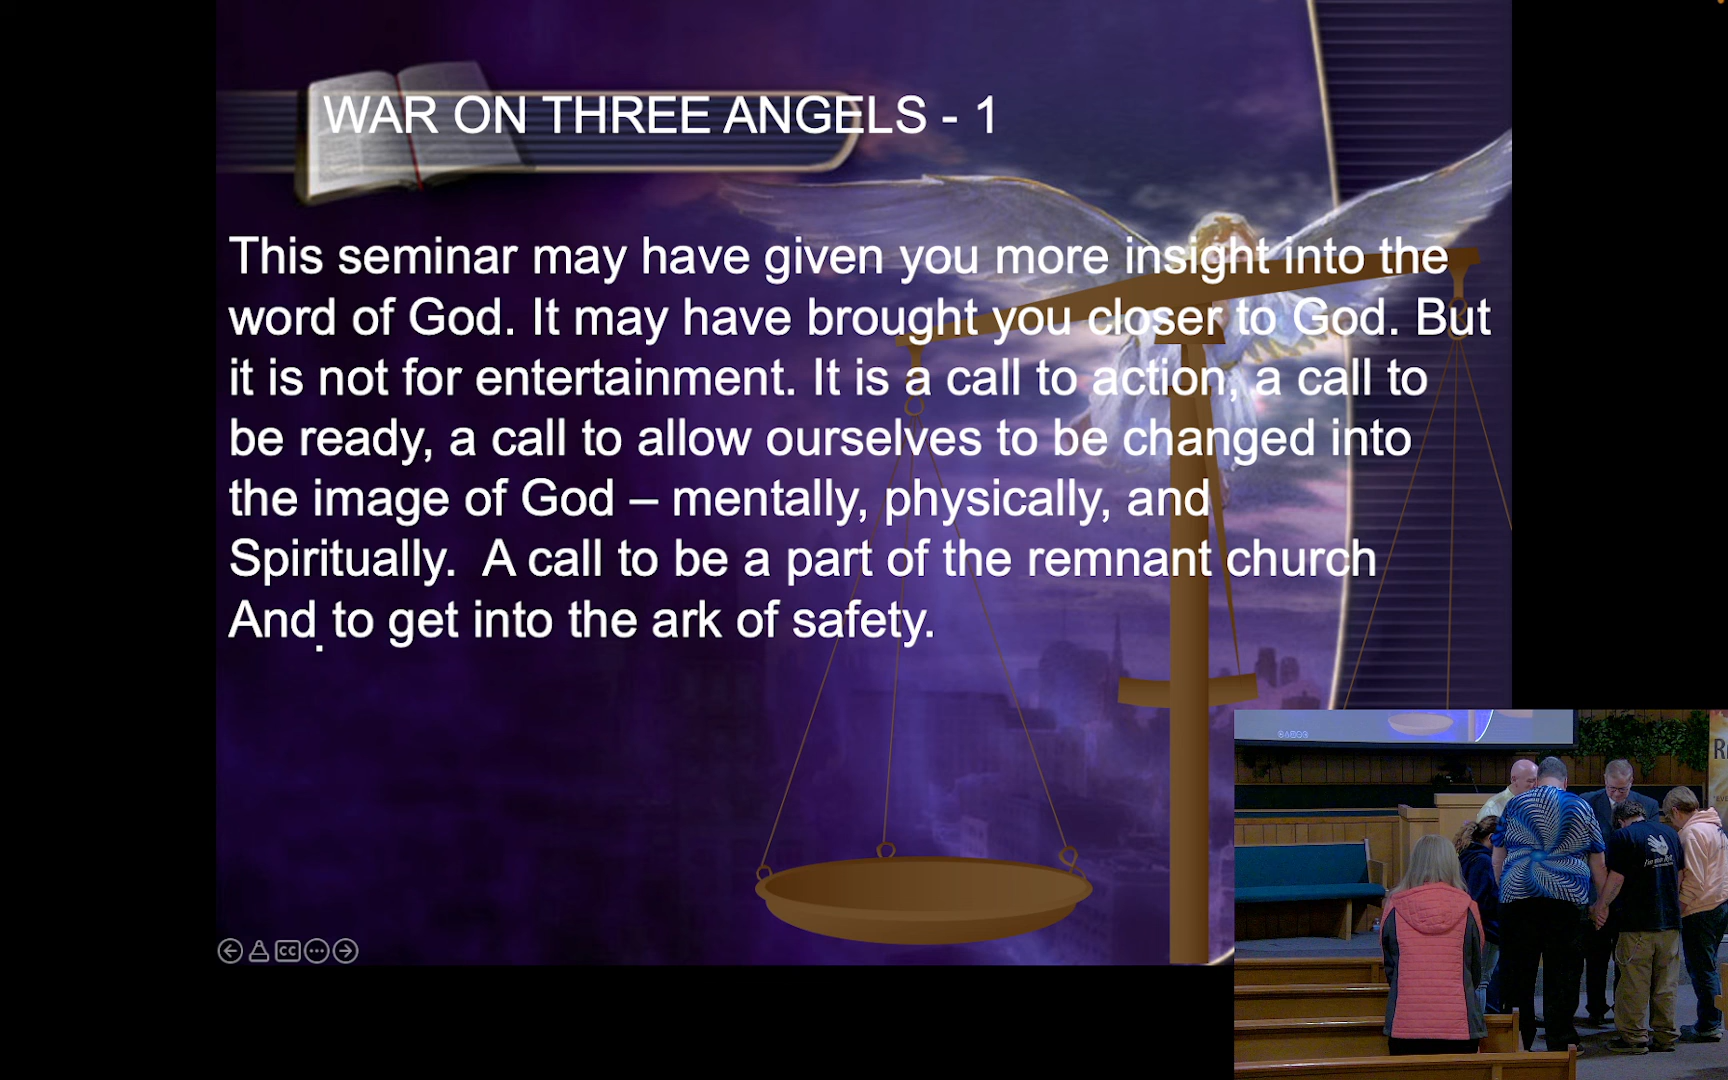 WAR ON THREE ANGELS - 1
This seminar may have given you more insight into the
word of God. It may have brought you closer to God. But
it is not for entertainment. It is a call to action, a call to
be ready, a call to allow ourselves to be changed into
the image of God – mentally, physically, and
Spiritually.  A call to be a part of the remnant church
And to get into the ark of safety.
.
CC